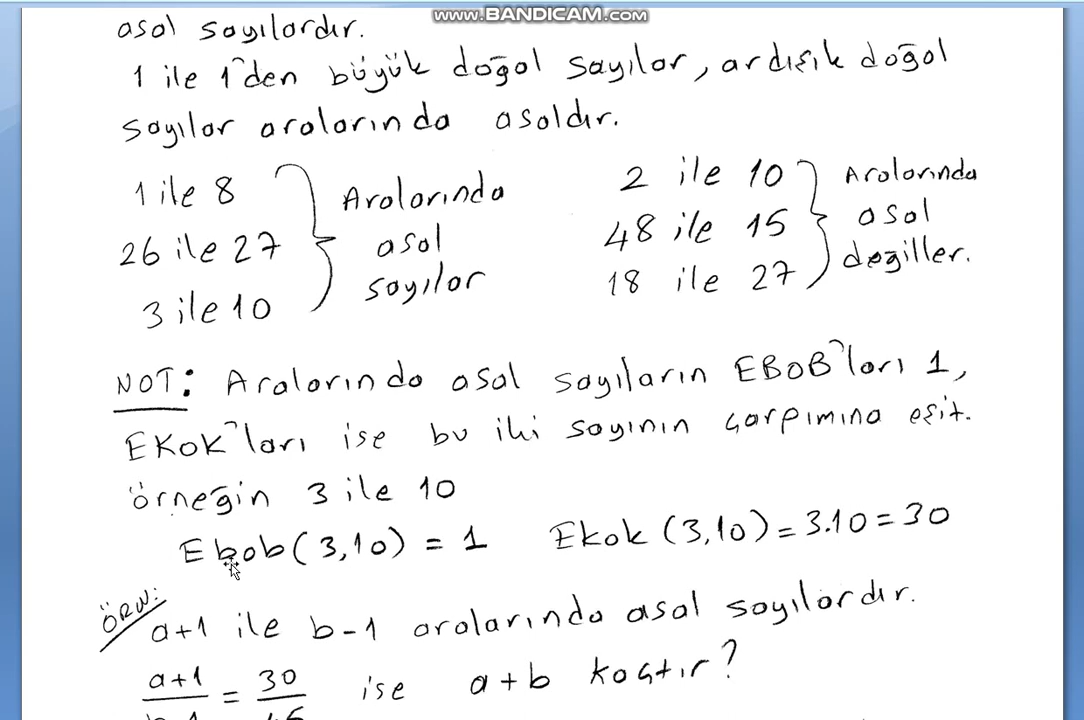 www.BANDICAM.com
asal sayılardır.
1 ile 1'den büyük doğal sayılar, ardışık doğal
sayılar aralarında asaldır.
1 ile 8
26 ile 27
3 ile 10
Aralarında
asal
sayılar
2 ile 10
48 ile 15
18 ile 27
Aralarında
asal
değiller.
NOT: Aralarında asal sayıların EBOB'ları 1,
EKOK'ları ise bu iki sayının çarpımına eşit.
örneğin 3 ile 10
Ebob(3,10) = 1 Ekok (3,10) = 3.10 = 30
ÖRN:
a+1 ile b-1 aralarında asal sayılardır.
a+1 / = 30 / ise a+b kaçtır?